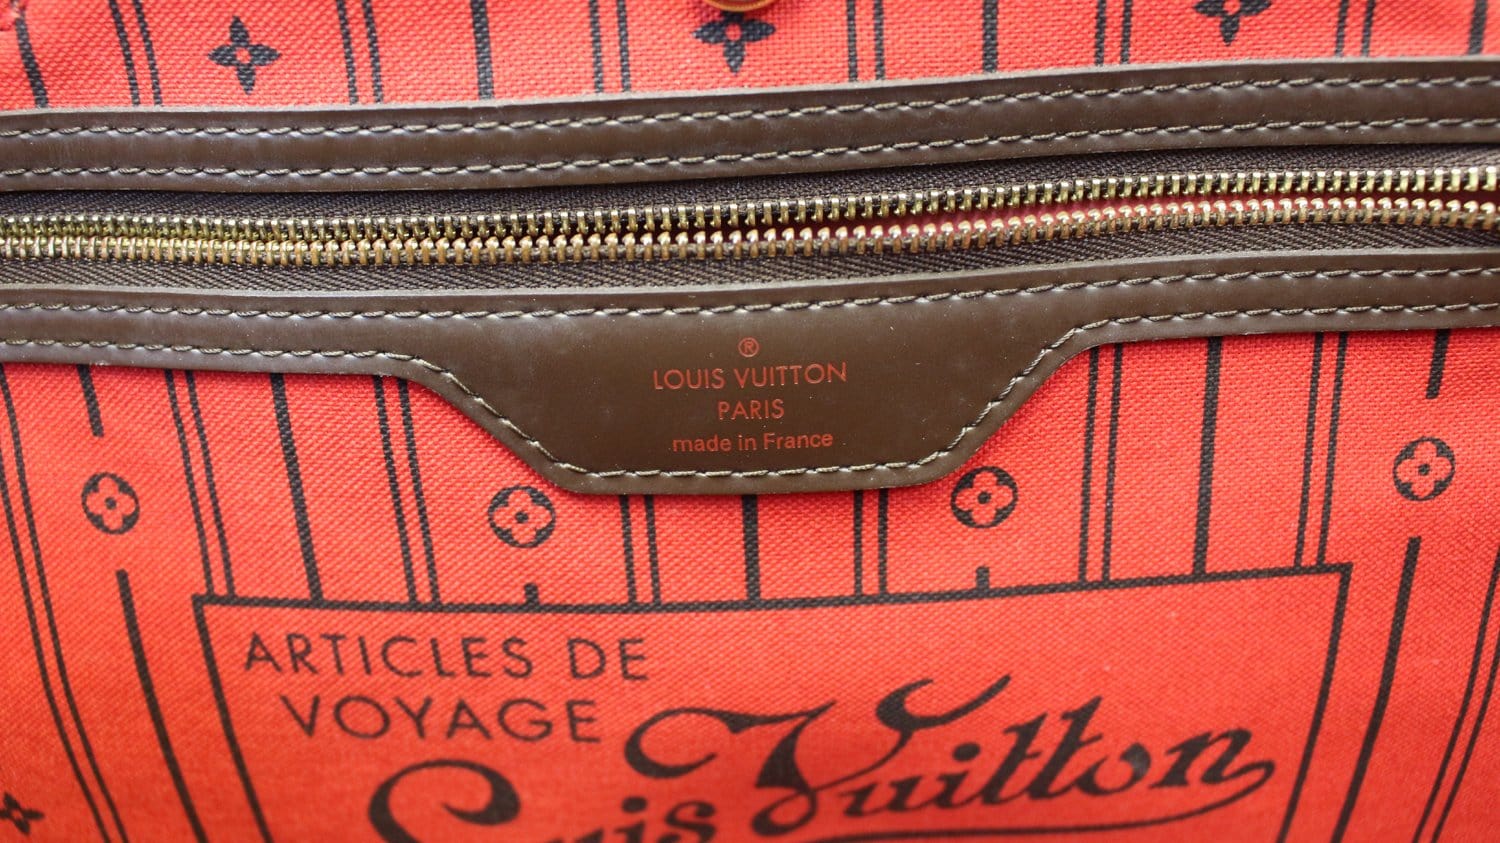 ®
LOUIS VUITTON
PARIS
made in France
ARTICLES DE
VOYAGE
Louis Vuitton